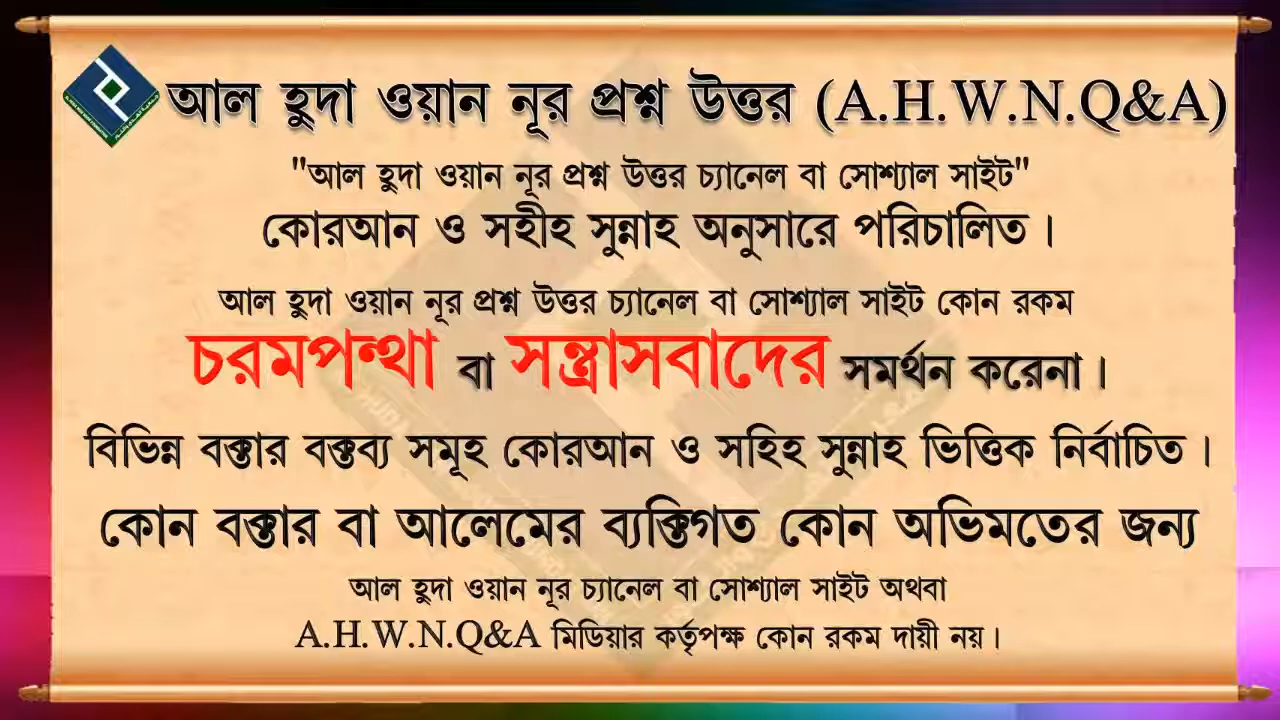 আল হুদা ওয়ান নূর প্রশ্ন উত্তর (A.H.W.N.Q&A)
"আল হুদা ওয়ান নূর প্রশ্ন উত্তর চ্যানেল বা সোশ্যাল সাইট"
কোরআন ও সহীহ সুন্নাহ অনুসারে পরিচালিত।
আল হুদা ওয়ান নূর প্রশ্ন উত্তর চ্যানেল বা সোশ্যাল সাইট কোন রকম
চরমপন্থা বা সন্ত্রাসবাদের সমর্থন করেনা।
বিভিন্ন বক্তার বক্তব্য সমূহ কোরআন ও সহিহ সুন্নাহ ভিত্তিক নির্বাচিত।
কোন বক্তার বা আলেমের ব্যক্তিগত কোন অভিমতের জন্য
আল হুদা ওয়ান নূর চ্যানেল বা সোশ্যাল সাইট অথবা
A.H.W.N.Q&A মিডিয়ার কর্তৃপক্ষ কোন রকম দায়ী নয়।